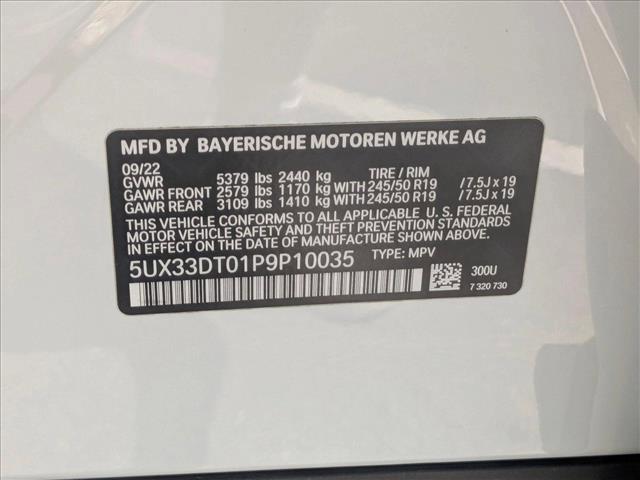 MFD BY BAYERISCHE MOTOREN WERKE AG
09/22 TIRE / RIM
GVWR 5379 lbs 2440 kg
GAWR FRONT 2579 lbs 1170 kg WITH 245/50 R19 /7.5J x 19
GAWR REAR 3109 lbs 1410 kg WITH 245/50 R19 /7.5J x 19
THIS VEHICLE CONFORMS TO ALL APPLICABLE U. S. FEDERAL
MOTOR VEHICLE SAFETY AND THEFT PREVENTION STANDARDS
IN EFFECT ON THE DATE OF MANUFACTURE SHOWN ABOVE.
5UX33DT01P9P10035 TYPE: MPV
300U
7 320 730